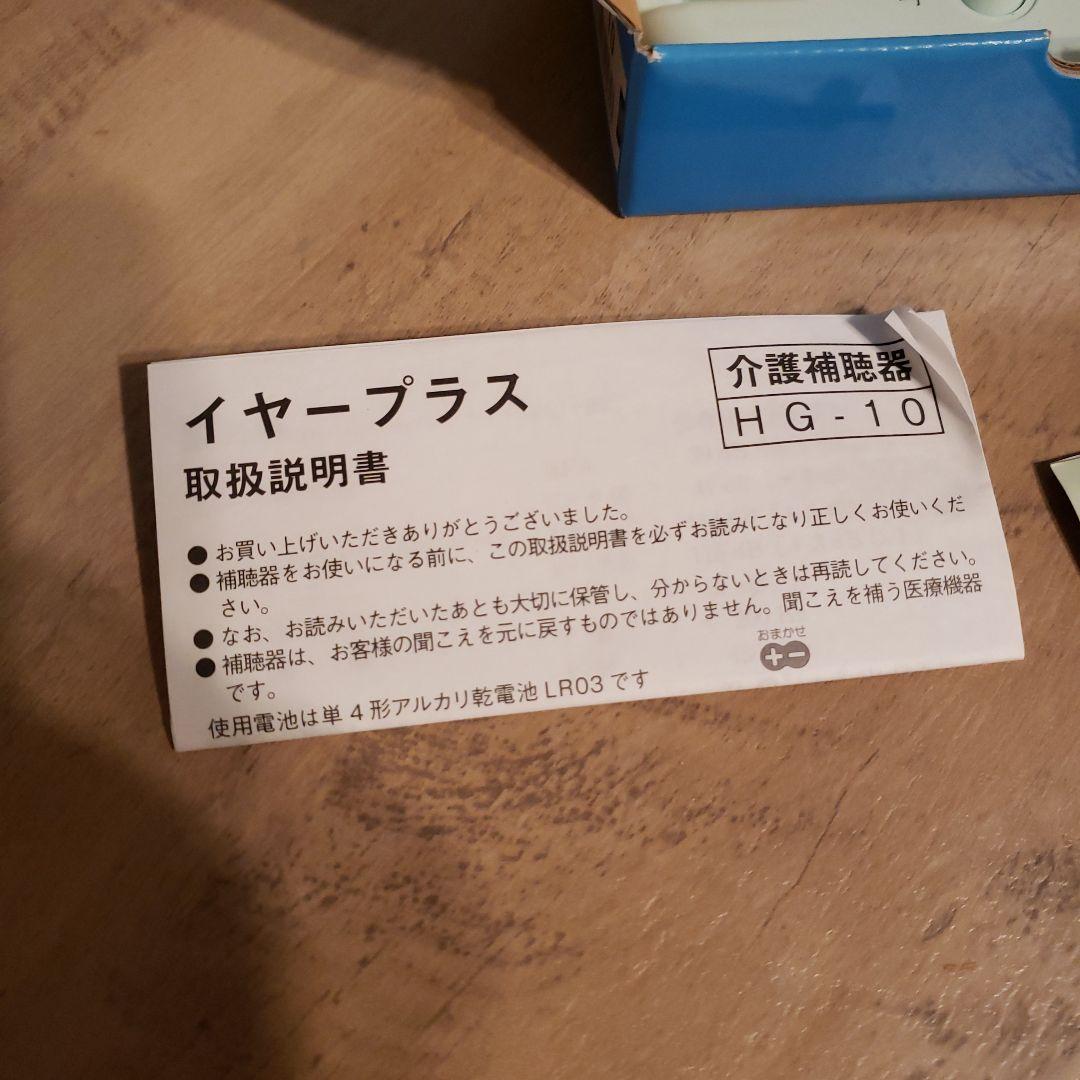 イヤープラス
取扱説明書
介護補聴器
HG-10
●お買い上げいただきありがとうございました。
●補聴器をお使いになる前に、この取扱説明書を必ずお読みになり正しくお使いくだ
さい。
●なお、お読みいただいたあとも大切に保管し、分からないときは再読してください。
●補聴器は、お客様の聞こえを元に戻すものではありません。聞こえを補う医療機器
です。
おまかせ
+-
使用電池は単4形アルカリ乾電池LR03です